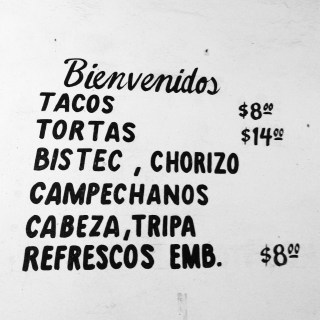 Bienvenidos
TACOS $8.00
TORTAS $14.00
BISTEC , CHORIZO
CAMPECHANOS
CABEZA, TRIPA
REFRESCOS EMB. $8.00